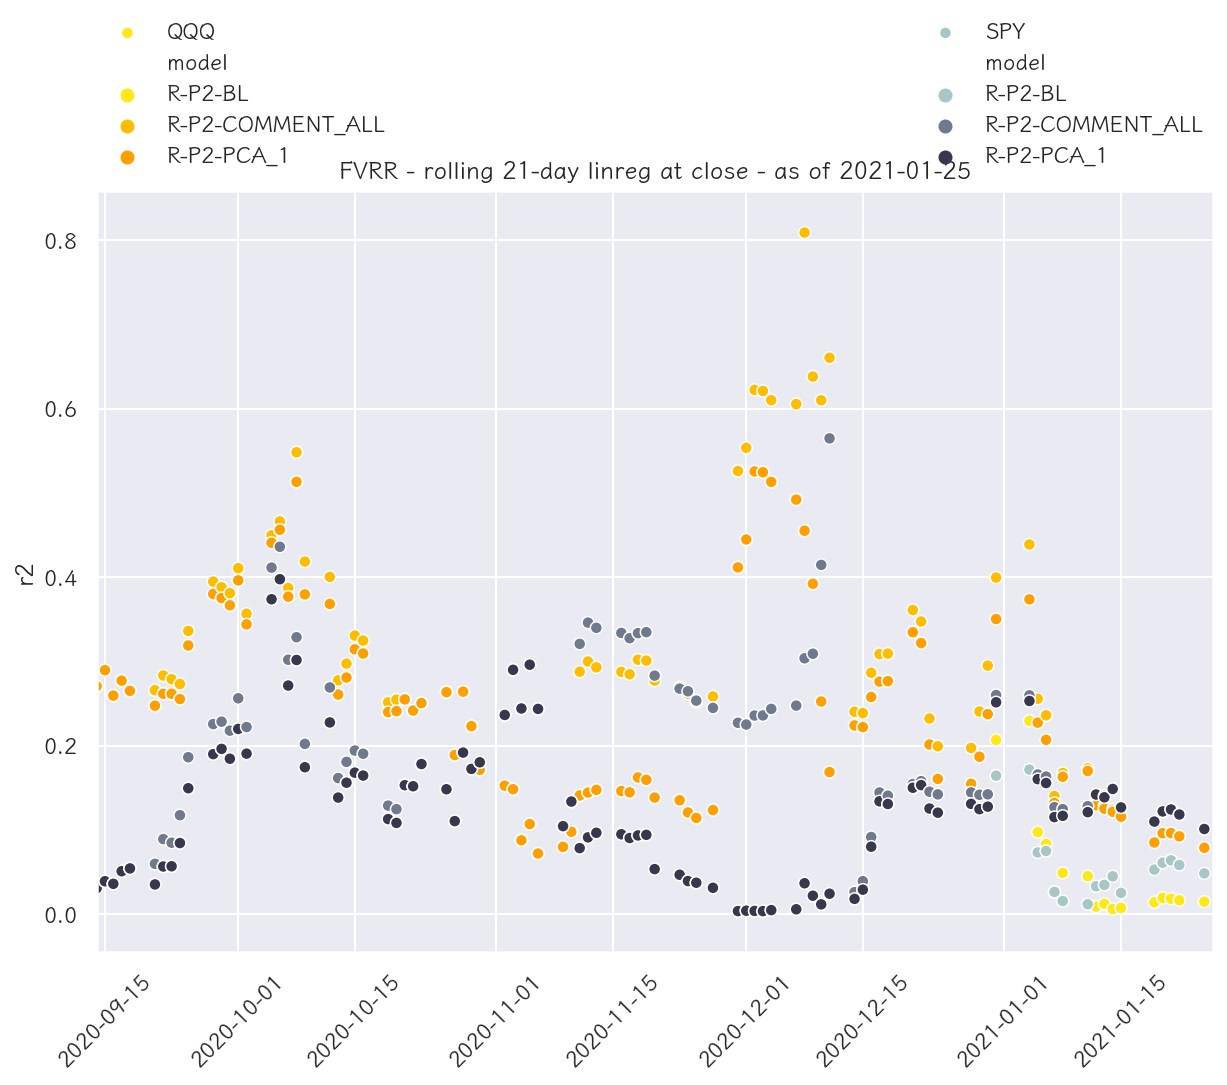 QQQ
model
R-P2-BL
R-P2-COMMENT_ALL
R-P2-PCA_1
SPY
model
R-P2-BL
R-P2-COMMENT_ALL
R-P2-PCA_1
FVRR - rolling 21-day linreg at close - as of 2021-01-25
0.8
0.6
0.4
0.2
0.0
r2
2020-09-15
2020-10-01
2020-10-15
2020-11-01
2020-11-15
2020-12-01
2020-12-15
2021-01-01
2021-01-15